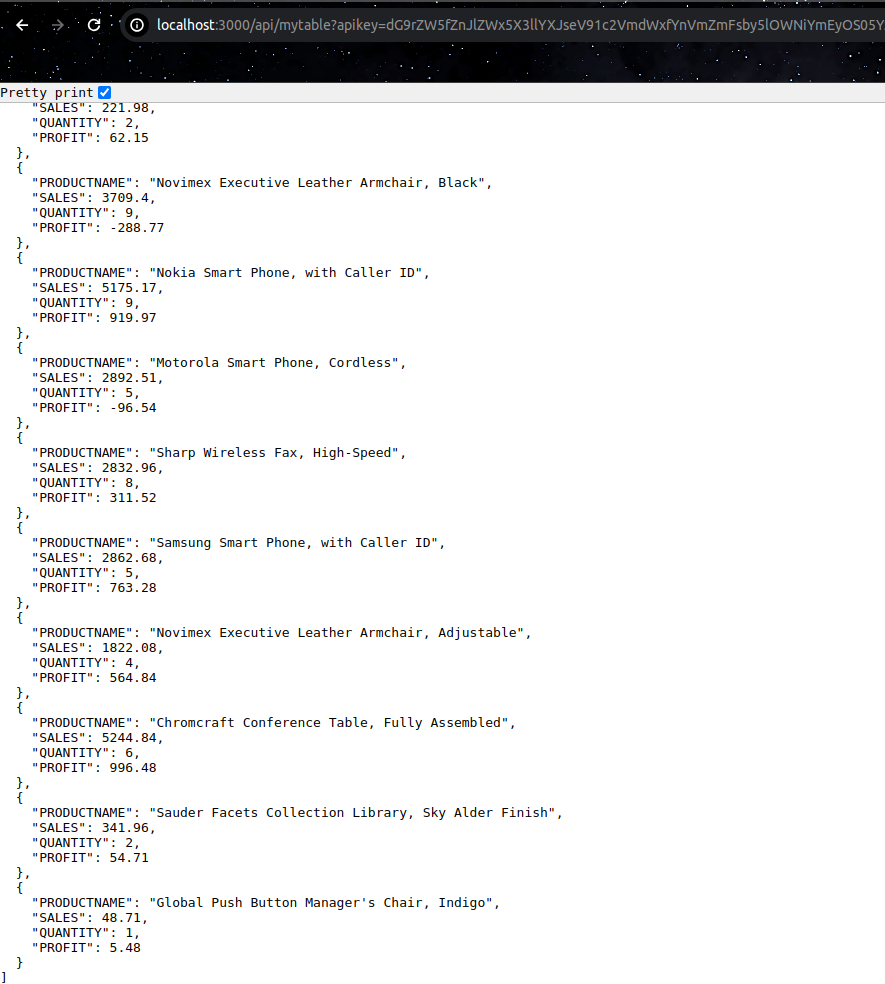 localhost:3000/api/mytable?apikey=dG9rZW5fZnJlZWx5X3llYXJseV91c2VmdWxfYnVmZmFsby5lOWNiYmEyOS05Y
Pretty print
"SALES": 221.98,
"QUANTITY": 2,
"PROFIT": 62.15
},
{
"PRODUCTNAME": "Novimex Executive Leather Armchair, Black",
"SALES": 3709.4,
"QUANTITY": 9,
"PROFIT": -288.77
},
{
"PRODUCTNAME": "Nokia Smart Phone, with Caller ID",
"SALES": 5175.17,
"QUANTITY": 9,
"PROFIT": 919.97
},
{
"PRODUCTNAME": "Motorola Smart Phone, Cordless",
"SALES": 2892.51,
"QUANTITY": 5,
"PROFIT": -96.54
},
{
"PRODUCTNAME": "Sharp Wireless Fax, High-Speed",
"SALES": 2832.96,
"QUANTITY": 8,
"PROFIT": 311.52
},
{
"PRODUCTNAME": "Samsung Smart Phone, with Caller ID",
"SALES": 2862.68,
"QUANTITY": 5,
"PROFIT": 763.28
},
{
"PRODUCTNAME": "Novimex Executive Leather Armchair, Adjustable",
"SALES": 1822.08,
"QUANTITY": 4,
"PROFIT": 564.84
},
{
"PRODUCTNAME": "Chromcraft Conference Table, Fully Assembled",
"SALES": 5244.84,
"QUANTITY": 6,
"PROFIT": 996.48
},
{
"PRODUCTNAME": "Sauder Facets Collection Library, Sky Alder Finish",
"SALES": 341.96,
"QUANTITY": 2,
"PROFIT": 54.71
},
{
"PRODUCTNAME": "Global Push Button Manager's Chair, Indigo",
"SALES": 48.71,
"QUANTITY": 1,
"PROFIT": 5.48
}
]